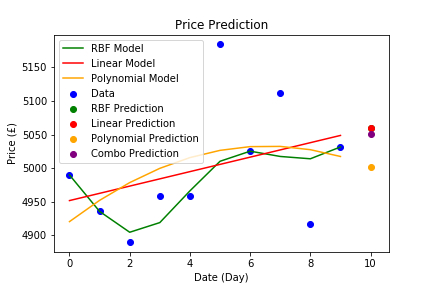 Price Prediction
Price (£)
5150
5100
5050
5000
4950
4900
RBF Model
Linear Model
Polynomial Model
Data
RBF Prediction
Linear Prediction
Polynomial Prediction
Combo Prediction
0 2 4 6 8 10
Date (Day)